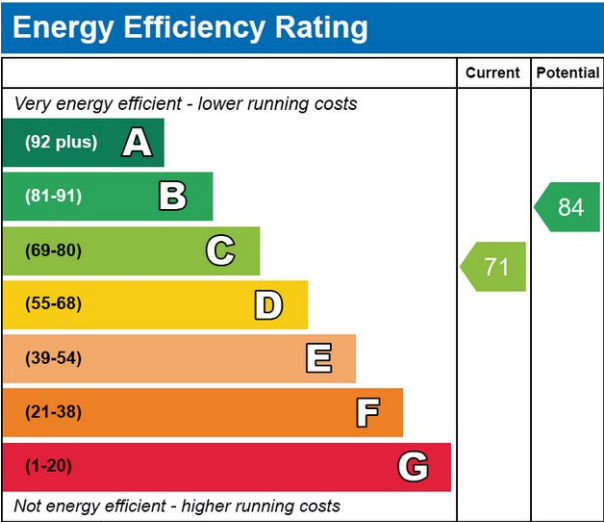 Energy Efficiency Rating
Current Potential
Very energy efficient - lower running costs
(92 plus) A
(81-91) B
84
(69-80) C
71
(55-68) D
(39-54) E
(21-38) F
(1-20) G
Not energy efficient - higher running costs